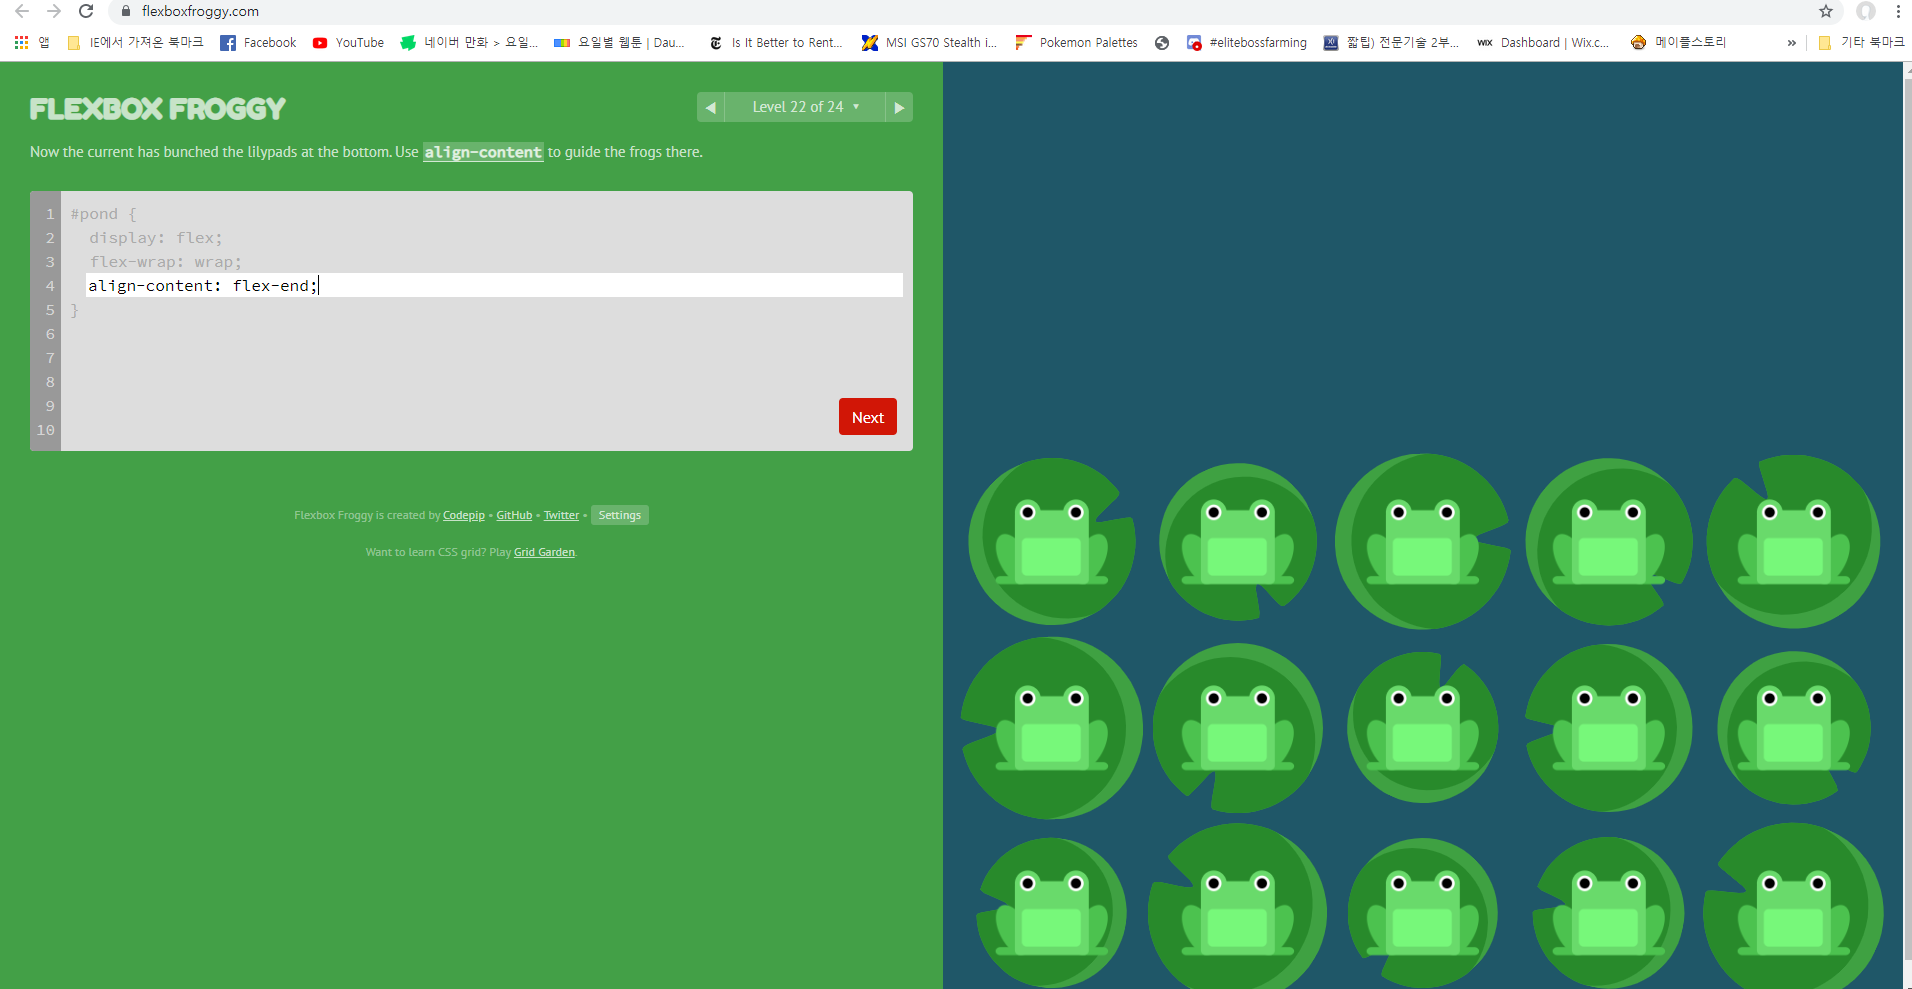 flexboxfroggy.com
앱 IE에서 가져온 북마크 Facebook YouTube 네이버 만화 > 요일... 요일별 웹툰 | Dau... Is It Better to Rent... MSI GS70 Stealth i... Pokemon Palettes #elitebossfarming 짧팁) 전문기술 2부... WIX Dashboard | Wix.c... 메이플스토리 » 기타 북마크
FLEXBOX FROGGY
◀ Level 22 of 24 ▼ ▶
Now the current has bunched the lilypads at the bottom. Use align-content to guide the frogs there.
1 #pond {
2 display: flex;
3 flex-wrap: wrap;
4 align-content: flex-end;
5 }
6
7
8
9
10
Next
Flexbox Froggy is created by Codepip • GitHub • Twitter • Settings
Want to learn CSS grid? Play Grid Garden.